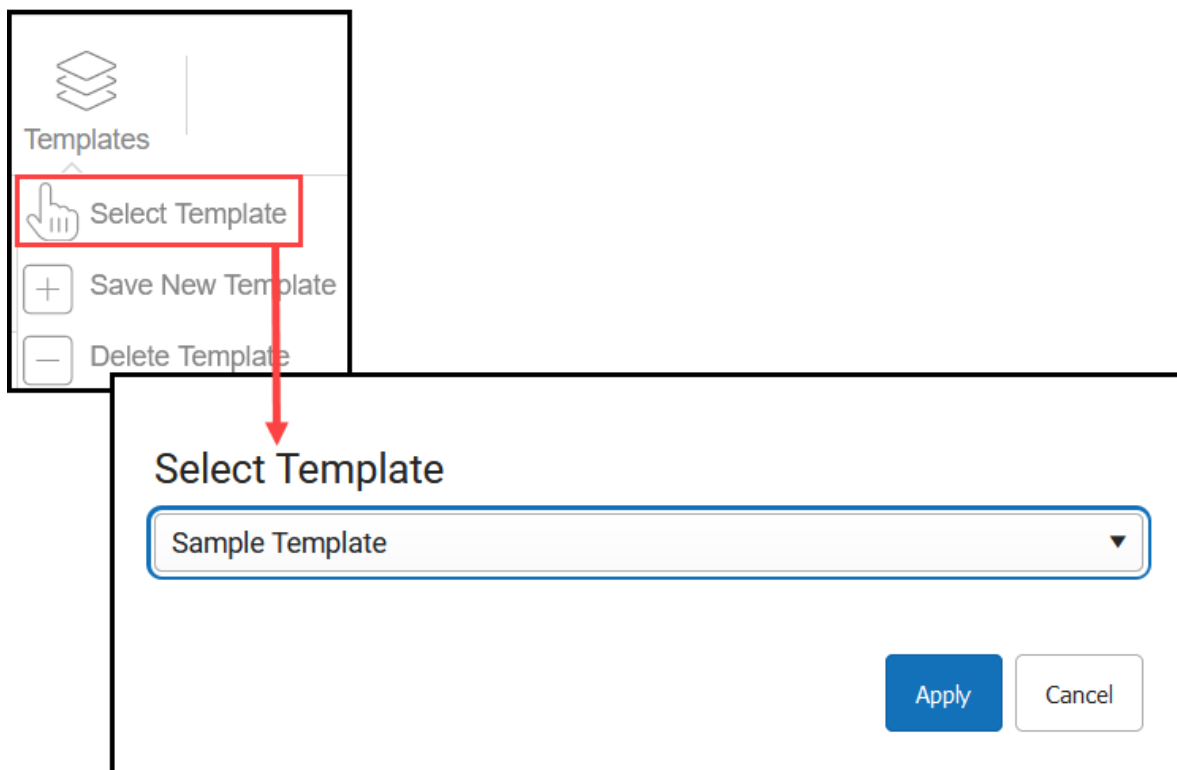 Templates
Select Template
Save New Template
Delete Template
Select Template
Sample Template
Apply Cancel